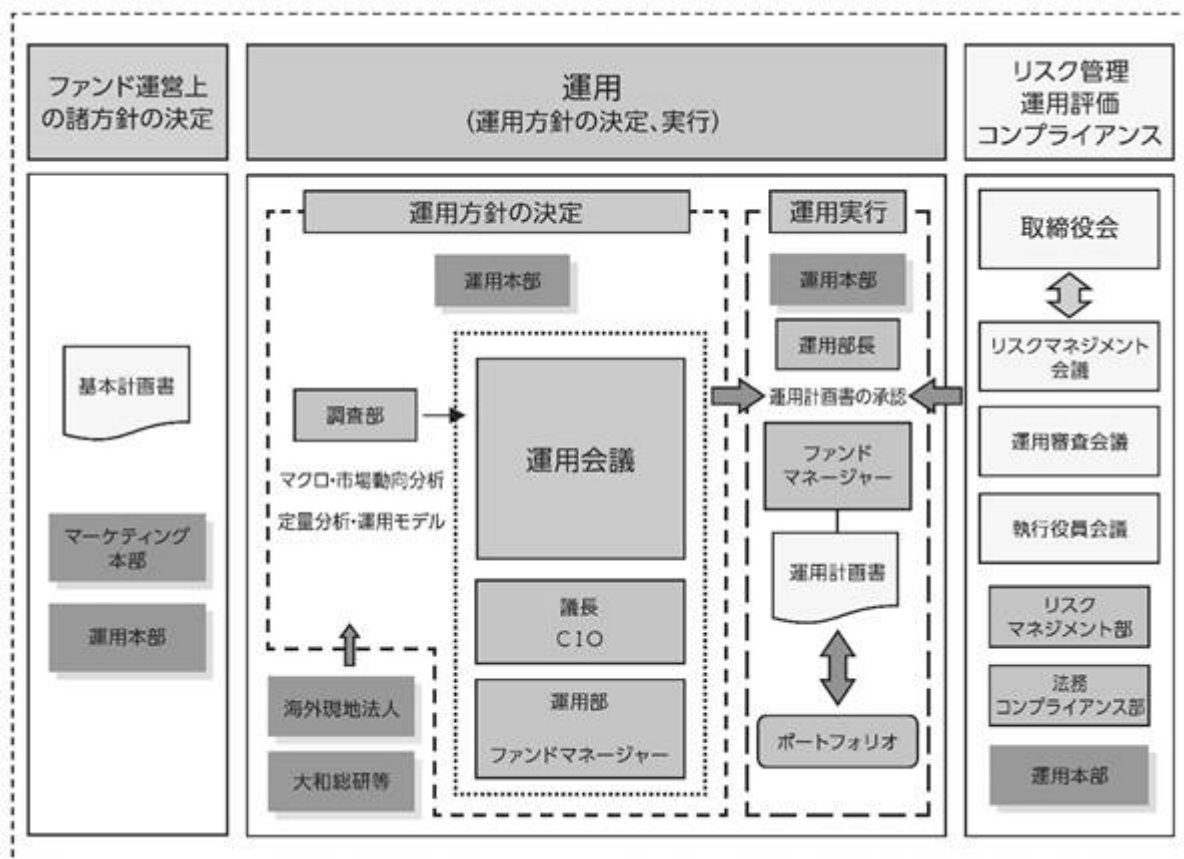 ファンド運営上
の諸方針の決定
運用
(運用方針の決定、実行)
リスク管理
運用評価
コンプライアンス
基本計画書
マーケティング
本部
運用本部
運用方針の決定
運用本部
調査部
マクロ・市場動向分析
定量分析・運用モデル
運用会議
議長
CIO
運用部
ファンドマネージャー
海外現地法人
大和総研等
運用実行
運用本部
運用部長
運用計画書の承認
ファンド
マネージャー
運用計画書
ポートフォリオ
取締役会
リスクマネジメント
会議
運用審査会議
執行役員会議
リスク
マネジメント部
法務
コンプライアンス部
運用本部